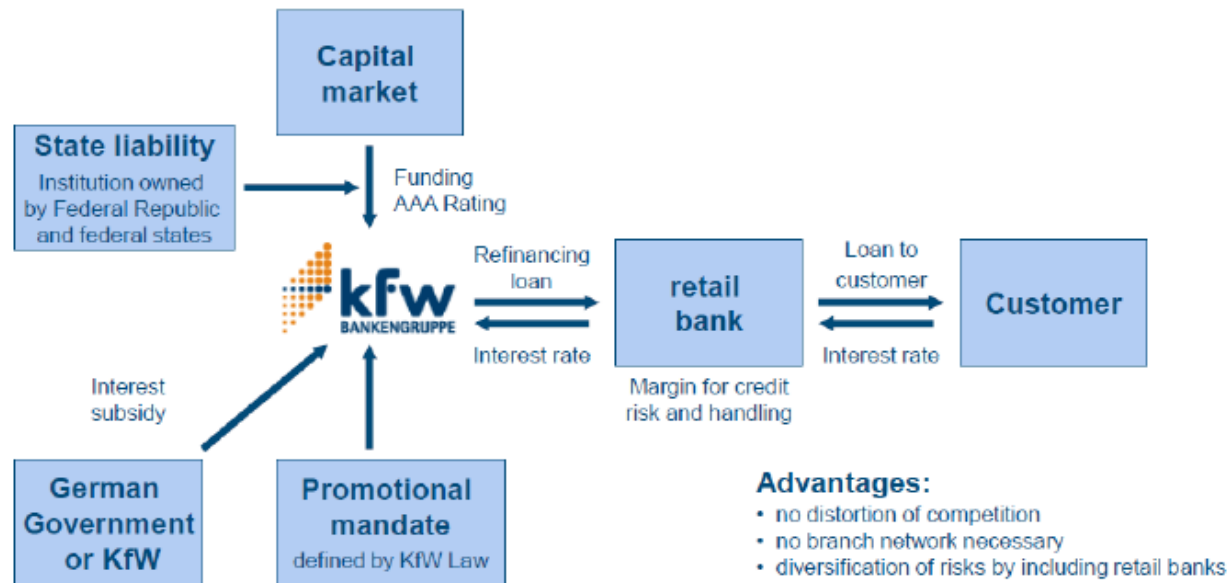 Capital
market
State liability
Institution owned
by Federal Republic
and federal states
Funding
AAA Rating
kfw
BANKENGRUPPE
Refinancing
loan
Interest rate
retail
bank
Margin for credit
risk and handling
Loan to
customer
Interest rate
Customer
Interest
subsidy
German
Government
or KfW
Promotional
mandate
defined by KfW Law
Advantages:
• no distortion of competition
• no branch network necessary
• diversification of risks by including retail banks